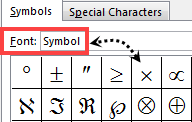 Symbols Special Characters
Font: Symbol
° ± ″ ≥ × ∝
ℵ ℑ ℜ ℘ ⊗ ⊕